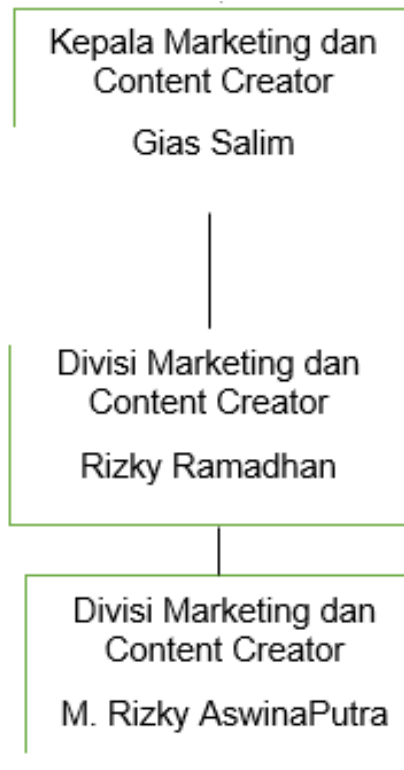 Kepala Marketing dan
Content Creator
Gias Salim
Divisi Marketing dan
Content Creator
Rizky Ramadhan
Divisi Marketing dan
Content Creator
M. Rizky AswinaPutra